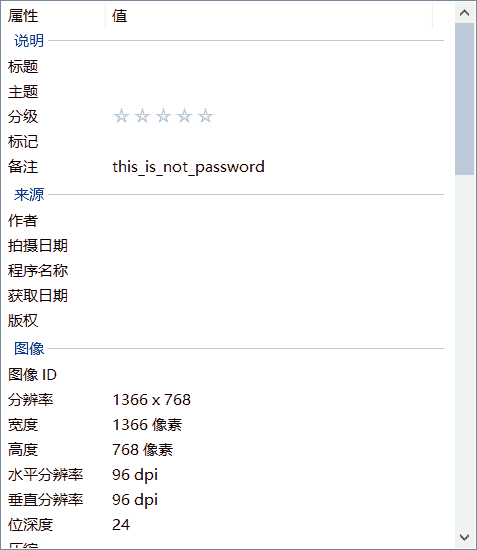 属性 值
说明
标题
主题
分级
标记
备注 this_is_not_password
来源
作者
拍摄日期
程序名称
获取日期
版权
图像
图像 ID
分辨率 1366 x 768
宽度 1366 像素
高度 768 像素
水平分辨率 96 dpi
垂直分辨率 96 dpi
位深度 24